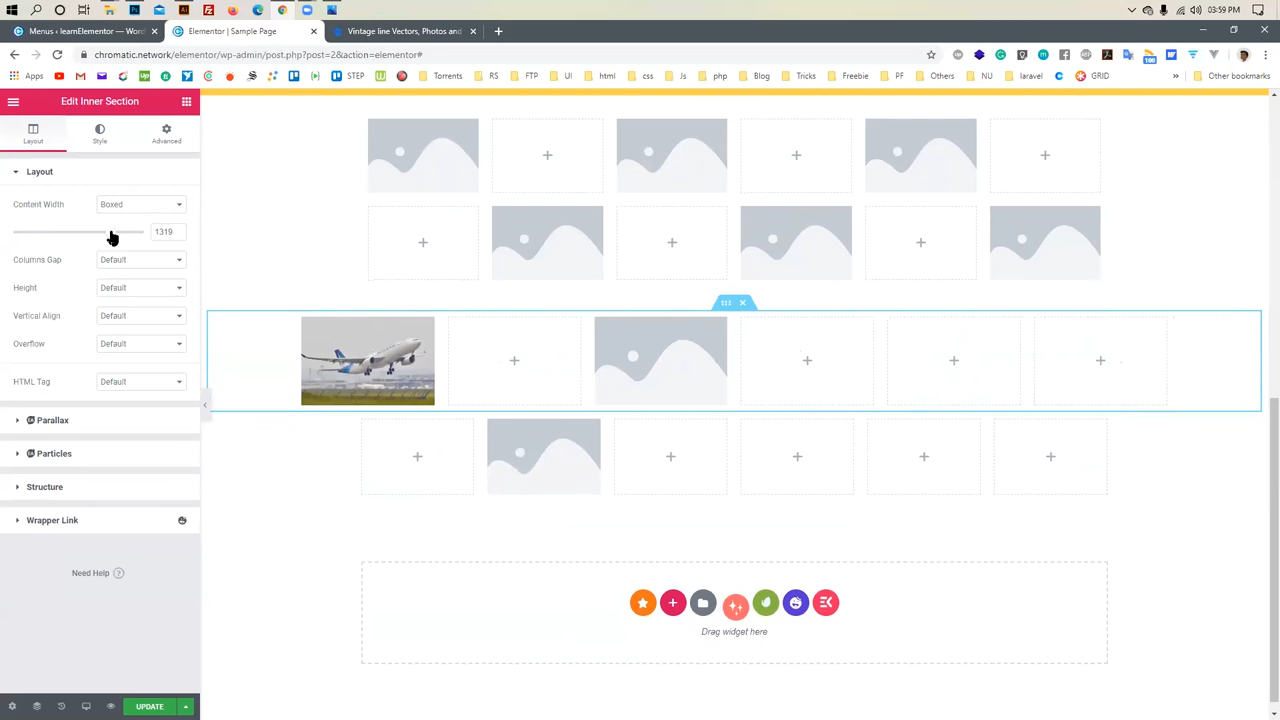 03:59 PM
Menus ‹ learnElementor — Word
Elementor | Sample Page
Vintage line Vectors, Photos and
chromatic.network/elementor/wp-admin/post.php?post=2&action=elementor#
Apps
STEP
Torrents
RS
FTP
UI
html
css
Js
php
Blog
Tricks
Freebie
PF
Others
NU
laravel
GRID
»
Other bookmarks
Edit Inner Section
Layout
Style
Advanced
Layout
Content Width
Boxed
1319
Columns Gap
Default
Height
Default
Vertical Align
Default
Overflow
Default
HTML Tag
Default
Parallax
Particles
Structure
Wrapper Link
Need Help
UPDATE
Drag widget here